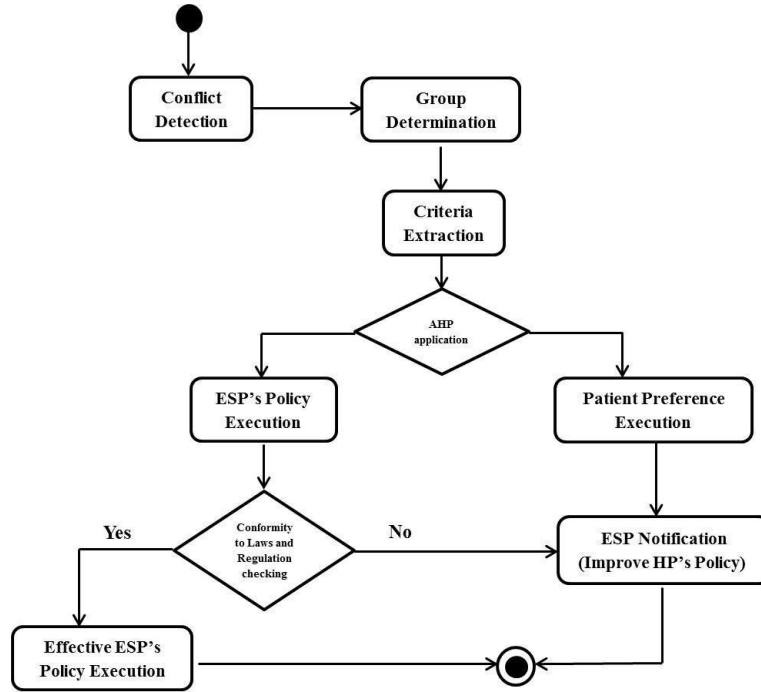 Conflict
Detection
Group
Determination
Criteria
Extraction
AHP
application
ESP's Policy
Execution
Patient Preference
Execution
Yes
Conformity
to Laws and
Regulation
checking
No
ESP Notification
(Improve HP's Policy)
Effective ESP's
Policy Execution